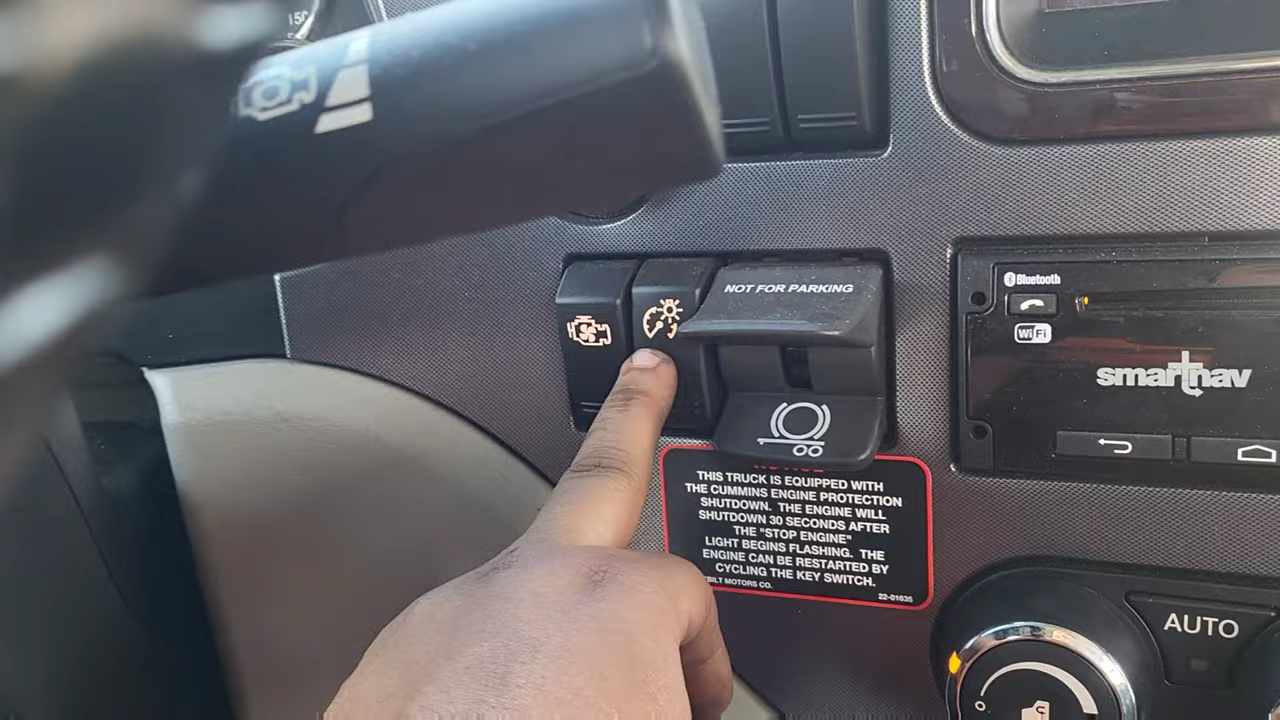 150
NOT FOR PARKING
Bluetooth
WiFi
smartnav
THIS TRUCK IS EQUIPPED WITH
THE CUMMINS ENGINE PROTECTION
SHUTDOWN. THE ENGINE WILL
SHUTDOWN 30 SECONDS AFTER
THE "STOP ENGINE"
LIGHT BEGINS FLASHING. THE
ENGINE CAN BE RESTARTED BY
CYCLING THE KEY SWITCH.
BILT MOTORS CO.
22-01635
AUTO